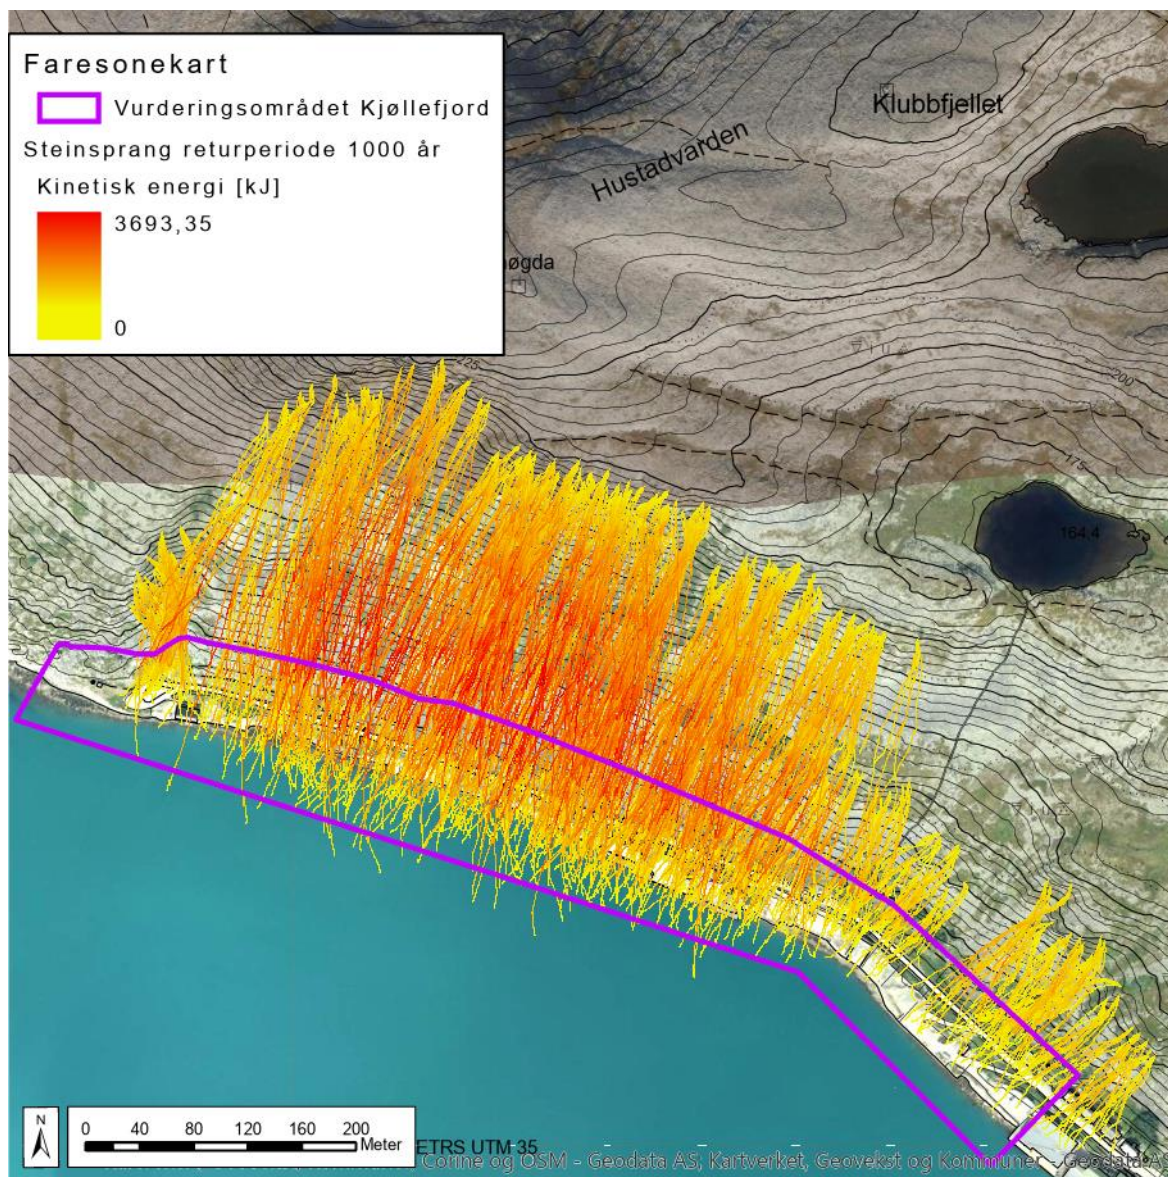 Faresonekart
Vurderingsområdet Kjøllefjord
Steinsprang returperiode 1000 år
Kinetisk energi [kJ]
3693,35
0
Klubbfjellet
Hustadvarden
øgda
225
200
175
164,4
N
0 40 80 120 160 200
Meter
ETRS UTM 35
Corine og OSM - Geodata AS, Kartverket, Geovekst og Kommuner - Geodata A